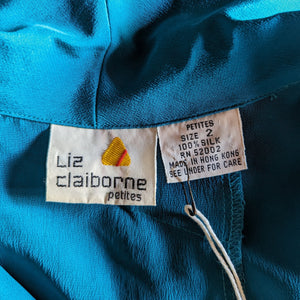 Liz
claiborne
petites
PETITES
SIZE 2
100% SILK
RN 52002
MADE IN HONG KONG
SEE UNDER FOR CARE